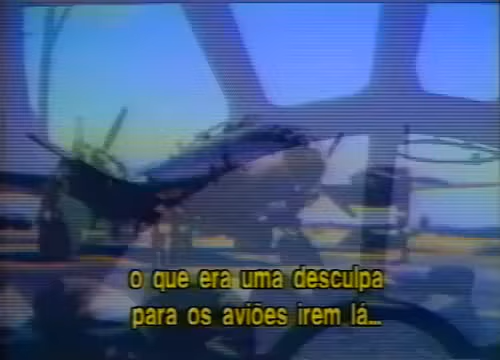 o que era uma desculpa
para os aviões irem lá...